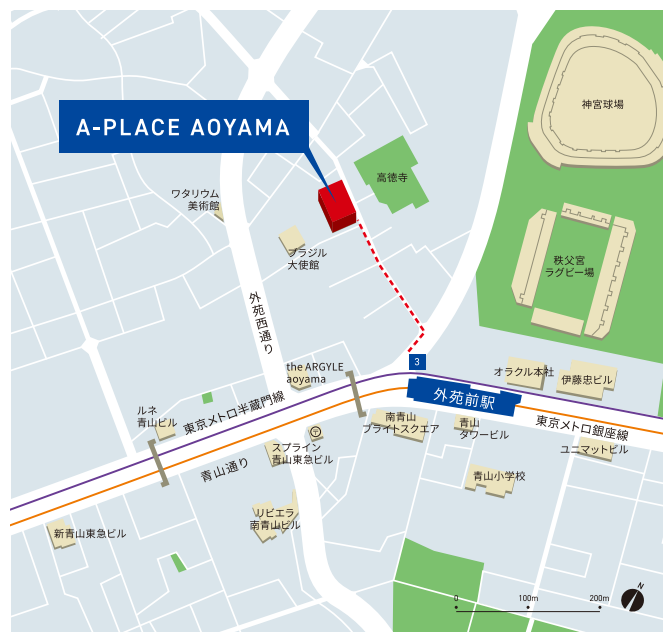 神宮球場
A-PLACE AOYAMA
高徳寺
ワタリウム
美術館
ブラジル
大使館
秩父宮
ラグビー場
外苑西通り
3
the ARGYLE
aoyama
オラクル本社
伊藤忠ビル
外苑前駅
東京メトロ半蔵門線
ルネ
青山ビル
南青山
ブライトスクエア
青山
タワービル
東京メトロ銀座線
ユニマットビル
〒
スプライン
青山東急ビル
青山通り
青山小学校
リビエラ
南青山ビル
新青山東急ビル
N
0 100m 200m